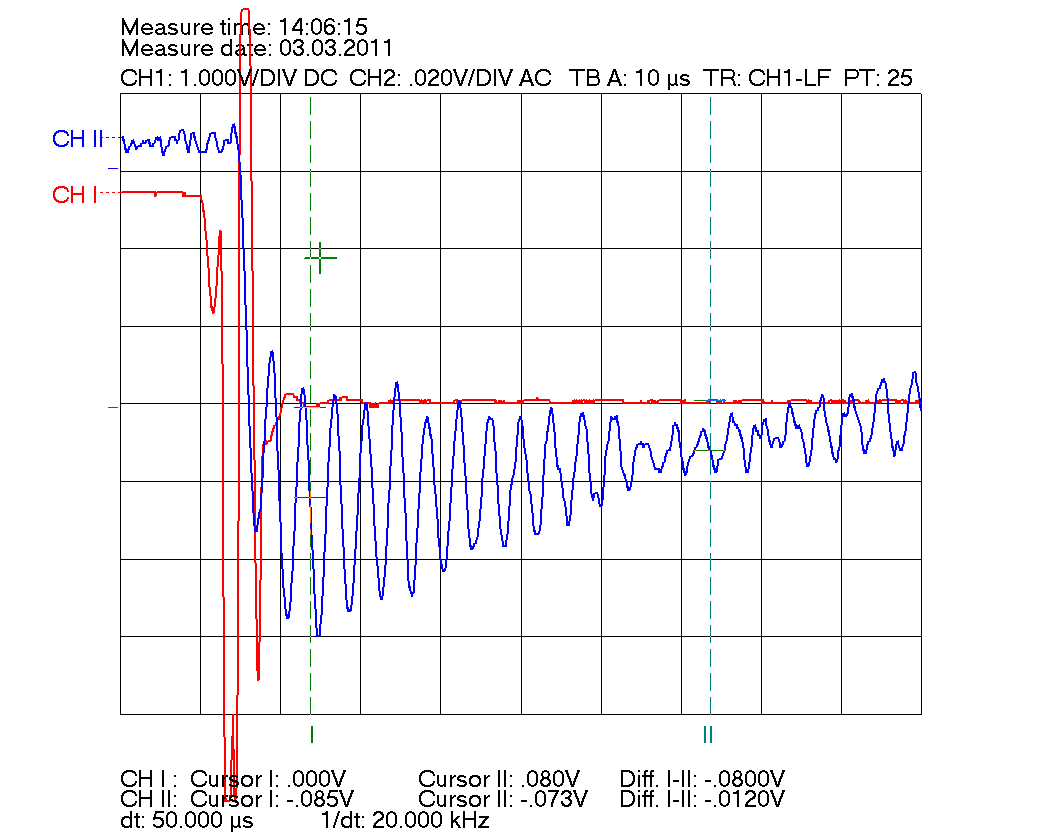 Measure time: 14:06:15
Measure date: 03.03.2011
CH1: 1.000V/DIV DC CH2: .020V/DIV AC TB A: 10 µs TR: CH1-LF PT: 25
CH II
CH I
I
II
CH I : Cursor I: .000V Cursor II: .080V Diff. I-II: -.0800V
CH II: Cursor I: -.085V Cursor II: -.073V Diff. I-II: -.0120V
dt: 50.000 µs 1/dt: 20.000 kHz